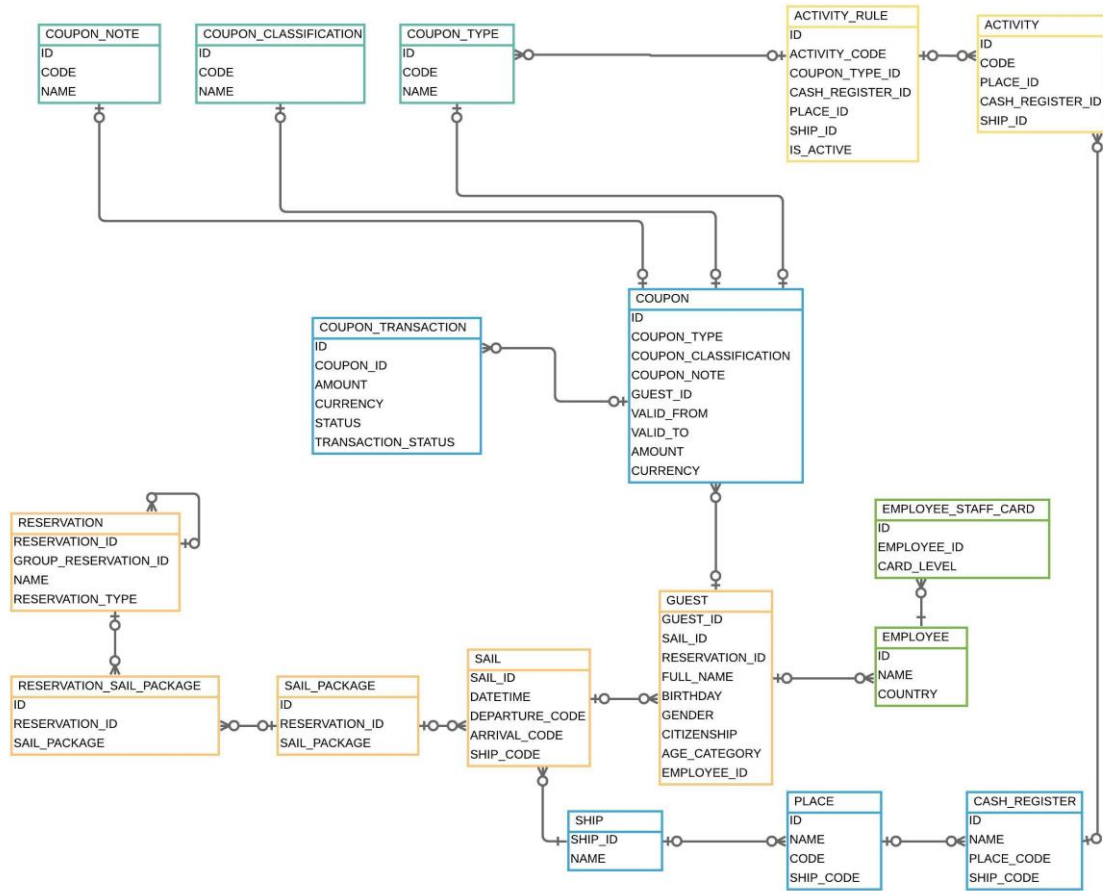 COUPON_NOTE
ID
CODE
NAME
COUPON_CLASSIFICATION
ID
CODE
NAME
COUPON_TYPE
ID
CODE
NAME
ACTIVITY_RULE
ID
ACTIVITY_CODE
COUPON_TYPE_ID
CASH_REGISTER_ID
PLACE_ID
SHIP_ID
IS_ACTIVE
ACTIVITY
ID
CODE
PLACE_ID
CASH_REGISTER_ID
SHIP_ID
COUPON_TRANSACTION
ID
COUPON_ID
AMOUNT
CURRENCY
STATUS
TRANSACTION_STATUS
COUPON
ID
COUPON_TYPE
COUPON_CLASSIFICATION
COUPON_NOTE
GUEST_ID
VALID_FROM
VALID_TO
AMOUNT
CURRENCY
RESERVATION
RESERVATION_ID
GROUP_RESERVATION_ID
NAME
RESERVATION_TYPE
EMPLOYEE_STAFF_CARD
ID
EMPLOYEE_ID
CARD_LEVEL
GUEST
GUEST_ID
SAIL_ID
RESERVATION_ID
FULL_NAME
BIRTHDAY
GENDER
CITIZENSHIP
AGE_CATEGORY
EMPLOYEE_ID
EMPLOYEE
ID
NAME
COUNTRY
RESERVATION_SAIL_PACKAGE
ID
RESERVATION_ID
SAIL_PACKAGE
SAIL_PACKAGE
ID
RESERVATION_ID
SAIL_PACKAGE
SAIL
SAIL_ID
DATETIME
DEPARTURE_CODE
ARRIVAL_CODE
SHIP_CODE
SHIP
SHIP_ID
NAME
PLACE
ID
NAME
CODE
SHIP_CODE
CASH_REGISTER
ID
NAME
PLACE_CODE
SHIP_CODE